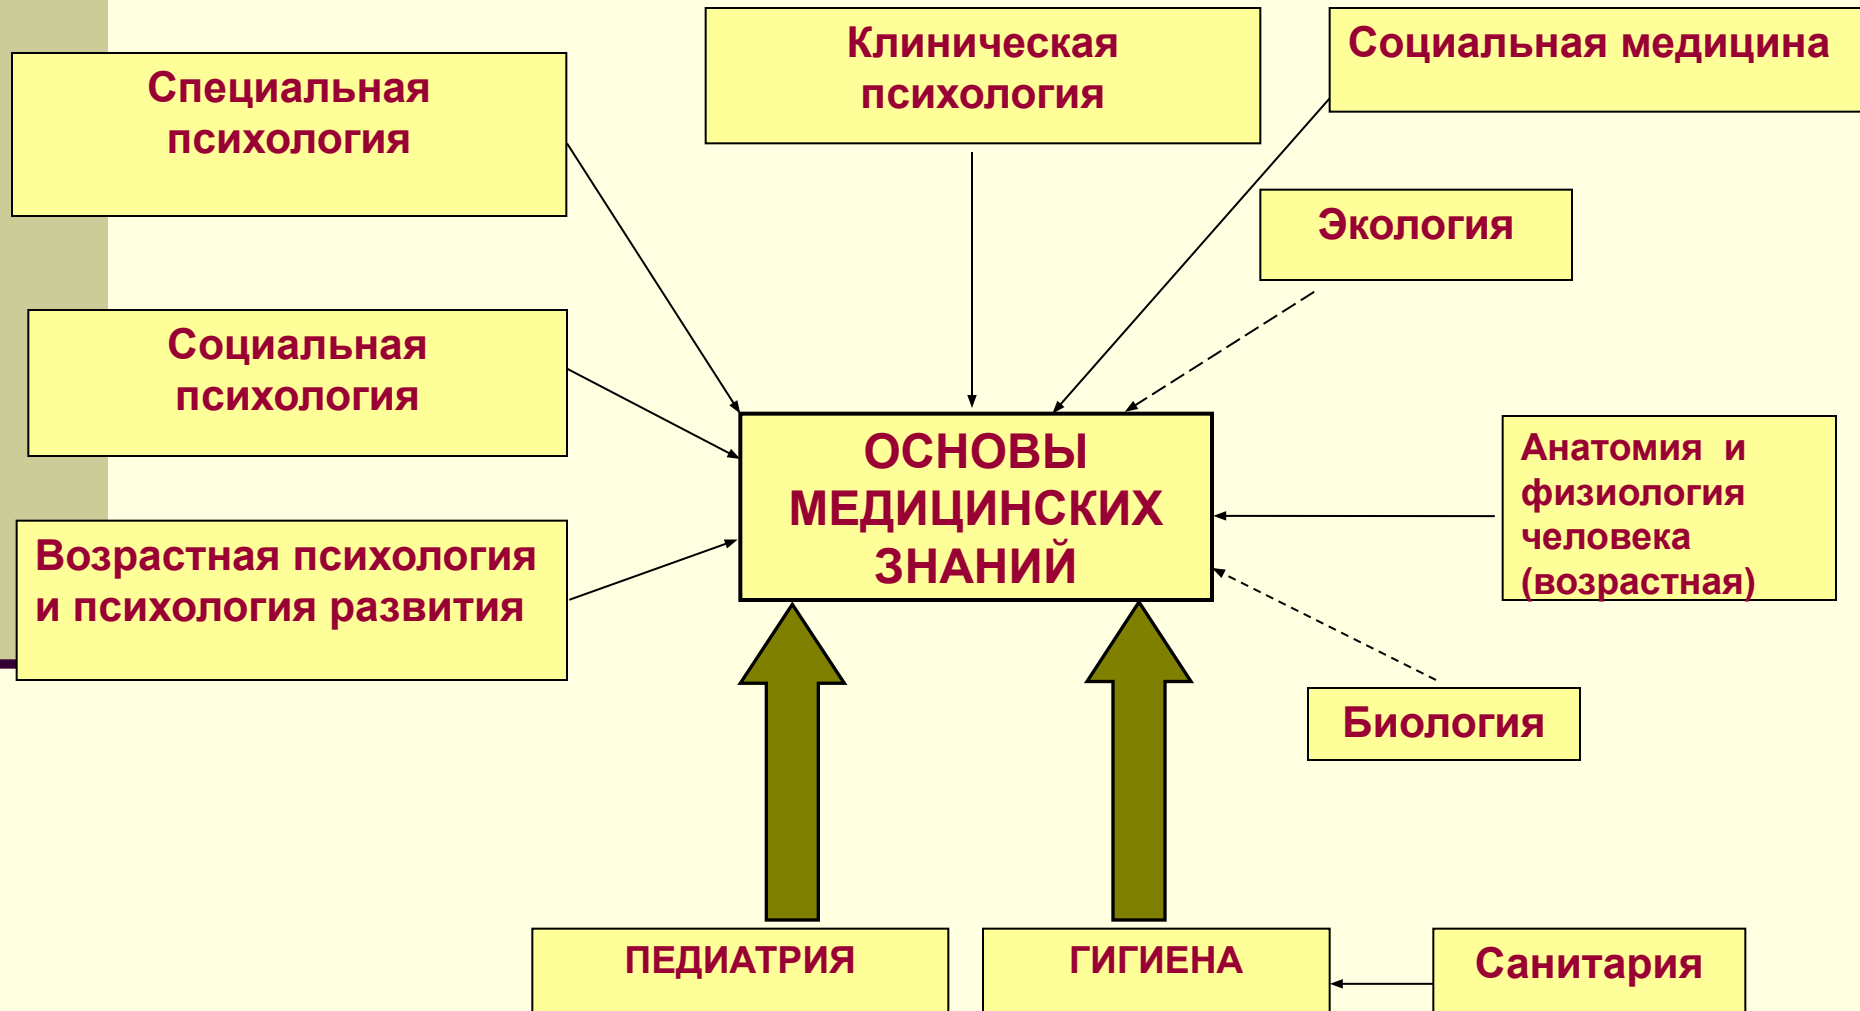 Клиническая
психология
Социальная медицина
Специальная
психология
Экология
Социальная
психология
ОСНОВЫ
МЕДИЦИНСКИХ
ЗНАНИЙ
Анатомия и
физиология
человека
(возрастная)
Возрастная психология
и психология развития
Биология
ПЕДИАТРИЯ
ГИГИЕНА
Санитария